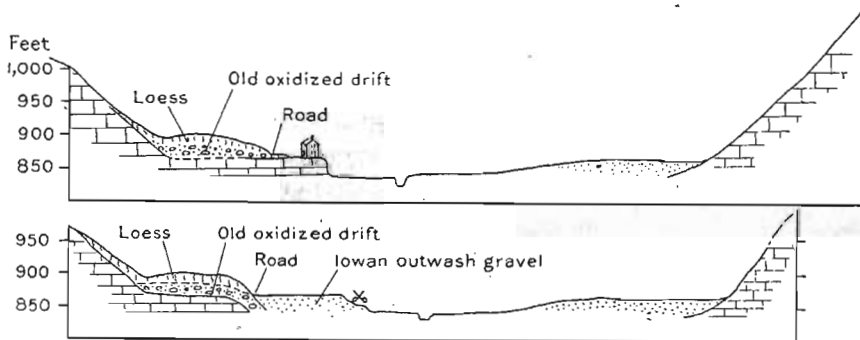 Feet
1,000
Old oxidized drift
Loess
950
Road
900
850
950
Loess
Old oxidized drift
Road
Iowan outwash gravel
900
850